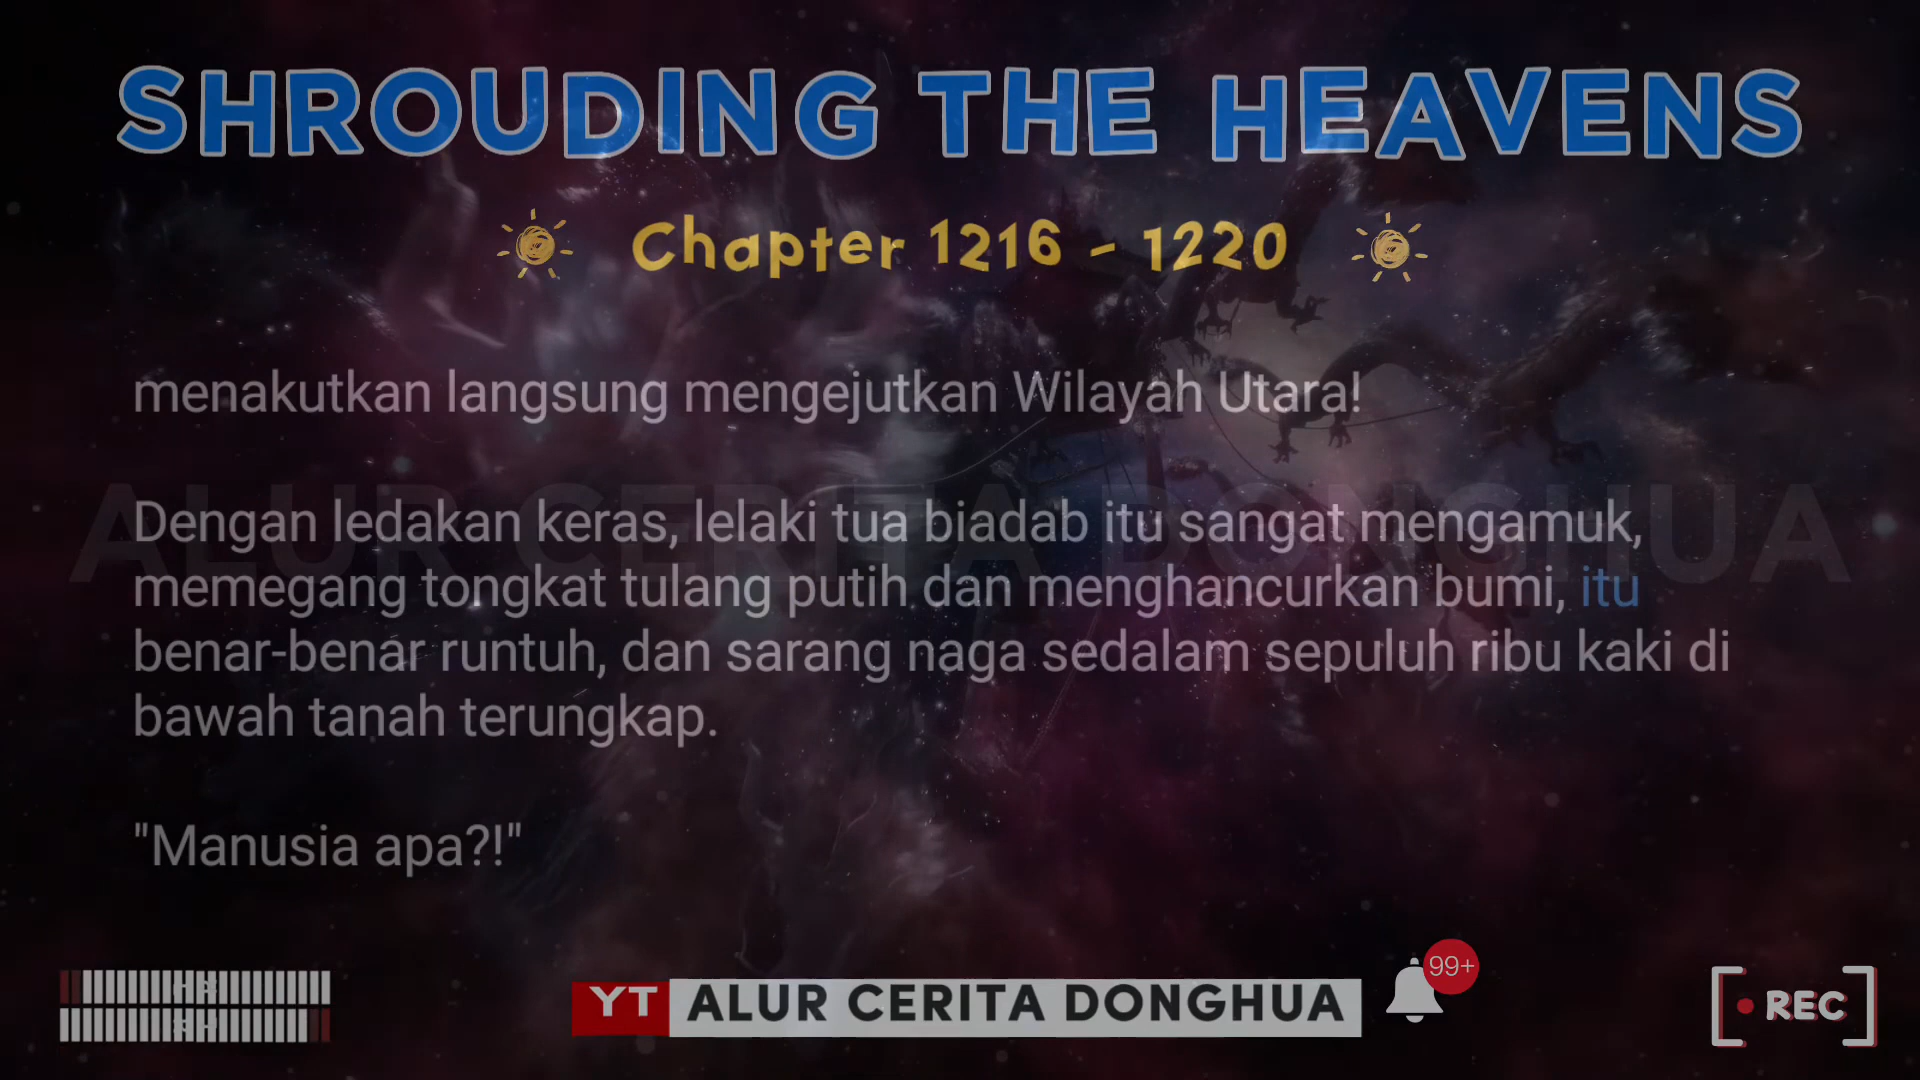 SHROUDING THE HEAVENS
Chapter 1216 - 1220
menakutkan langsung mengejutkan Wilayah Utara!
ALUR CERITA DONGHUA
Dengan ledakan keras, lelaki tua biadab itu sangat mengamuk,
memegang tongkat tulang putih dan menghancurkan bumi, itu
benar-benar runtuh, dan sarang naga sedalam sepuluh ribu kaki di
bawah tanah terungkap.
"Manusia apa?!"
YT ALUR CERITA DONGHUA
99+
REC